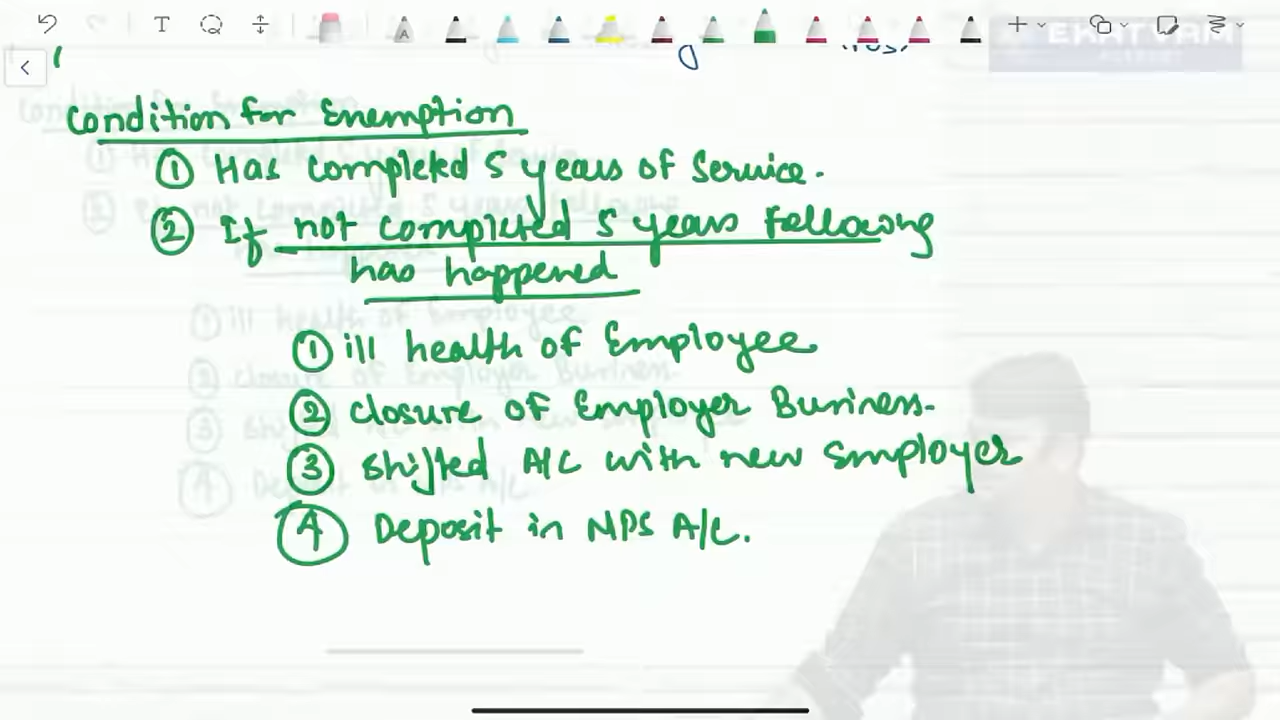 EKATVAM
Condition for Exemption
① Has completed 5 years of Service.
② If not completed 5 years following
has happened
① ill health of Employee
② closure of Employer Business.
③ Shifted A/C with new Employer
④ Deposit in NPS A/C.